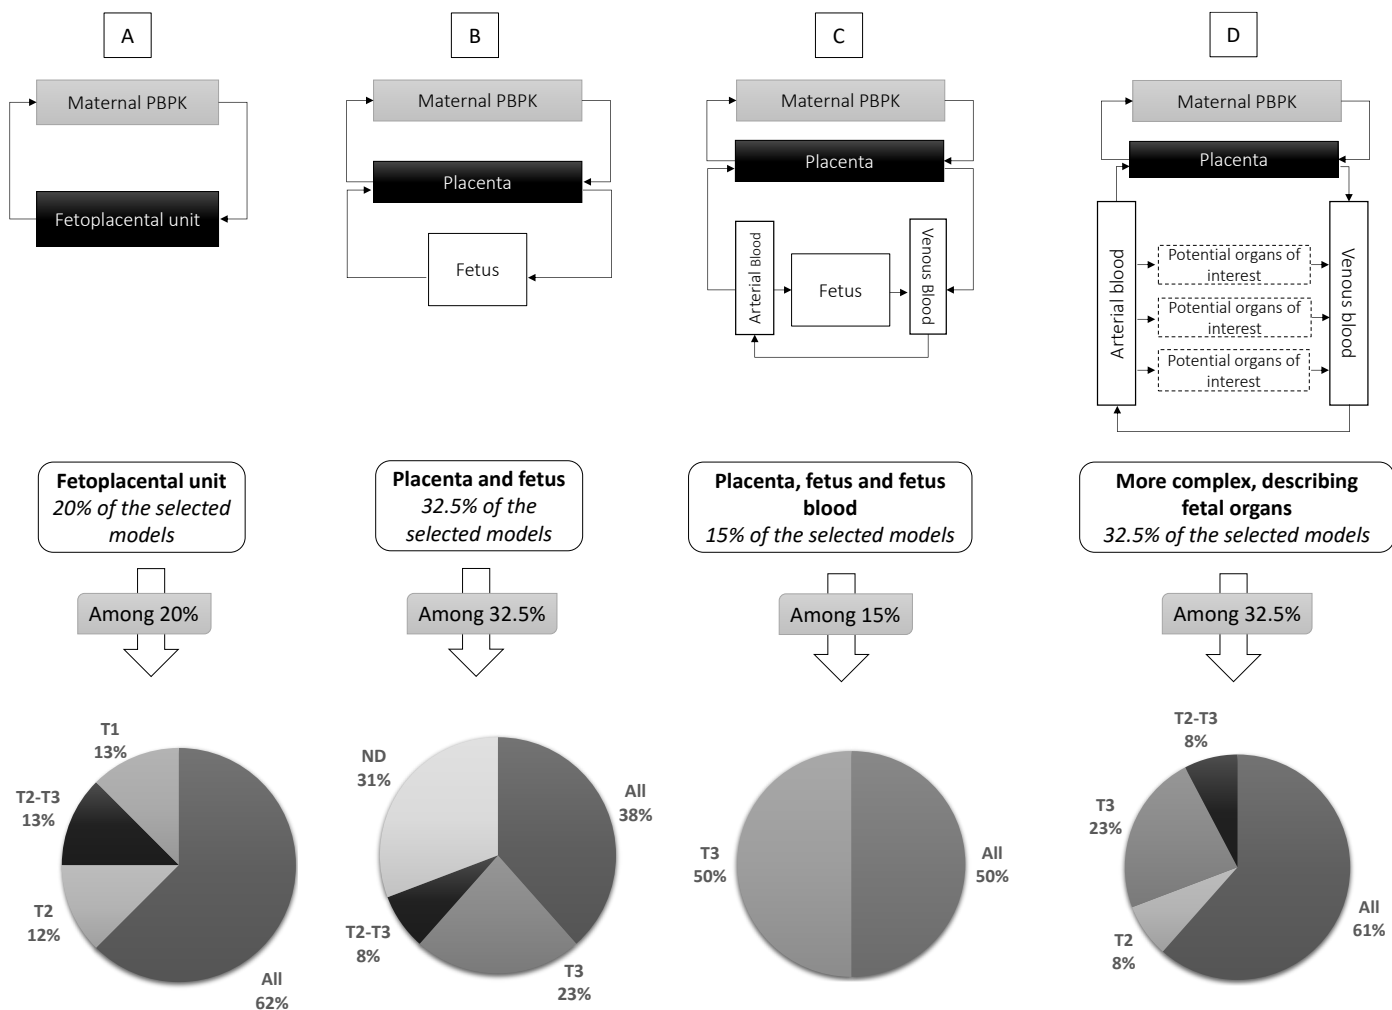 A
Maternal PBPK
Fetoplacental unit
B
Maternal PBPK
Placenta
Fetus
C
Maternal PBPK
Placenta
Arterial Blood
Fetus
Venous Blood
D
Maternal PBPK
Placenta
Arterial blood
Potential organs of
interest
Potential organs of
interest
Potential organs of
interest
Venous blood
Fetoplacental unit
20% of the selected
models
Placenta and fetus
32.5% of the
selected models
Placenta, fetus and fetus
blood
15% of the selected models
More complex, describing
fetal organs
32.5% of the selected models
Among 20%
Among 32.5%
Among 15%
Among 32.5%
T1
13%
T2-T3
13%
T2
12%
All
62%
ND
31%
All
38%
T2-T3
8%
T3
23%
T3
50%
All
50%
T2-T3
8%
T3
23%
T2
8%
All
61%